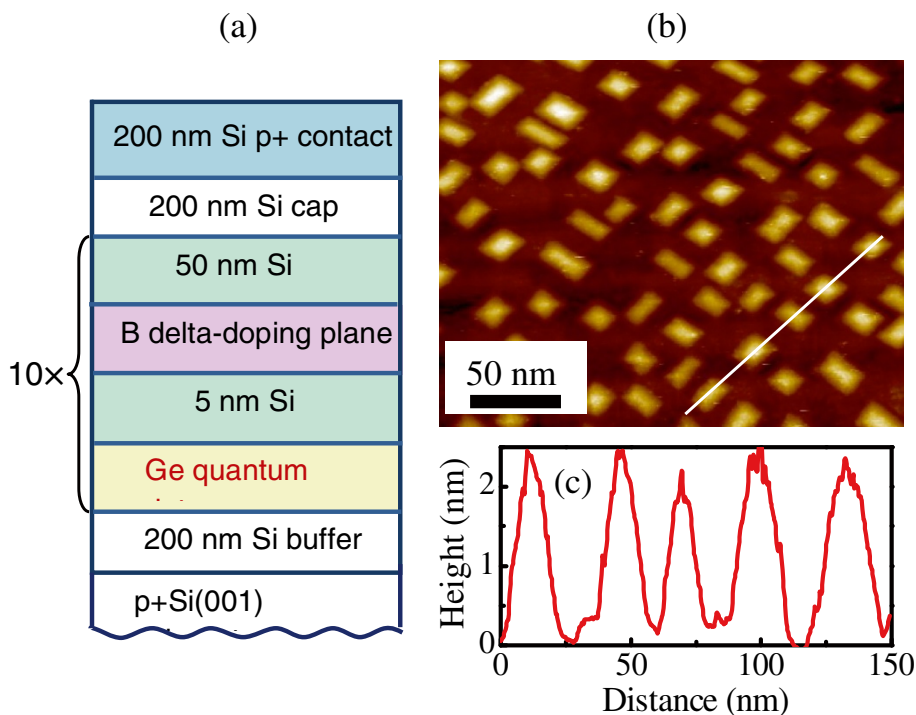 (a)
200 nm Si p+ contact
200 nm Si cap
50 nm Si
B delta-doping plane
10×
5 nm Si
Ge quantum
200 nm Si buffer
p+Si(001)
(b)
50 nm
(c)
Height (nm)
2
1
0
0 50 100 150
Distance (nm)